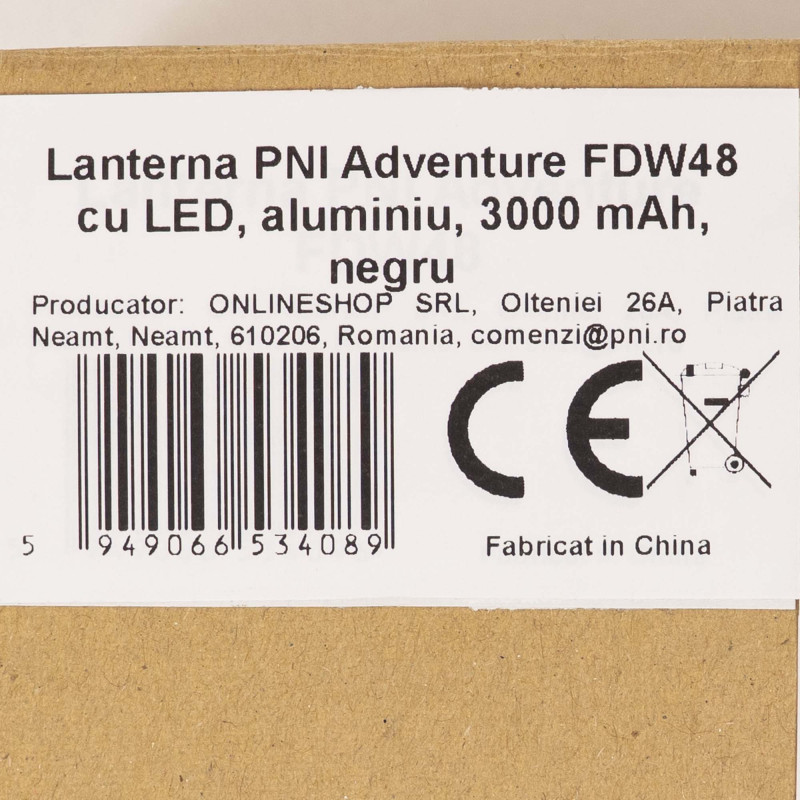 Lanterna PNI Adventure FDW48
cu LED, aluminiu, 3000 mAh,
negru
Producator: ONLINESHOP SRL, Olteniei 26A, Piatra
Neamt, Neamt, 610206, Romania, comenzi@pni.ro
CE
5 949066 534089
Fabricat in China